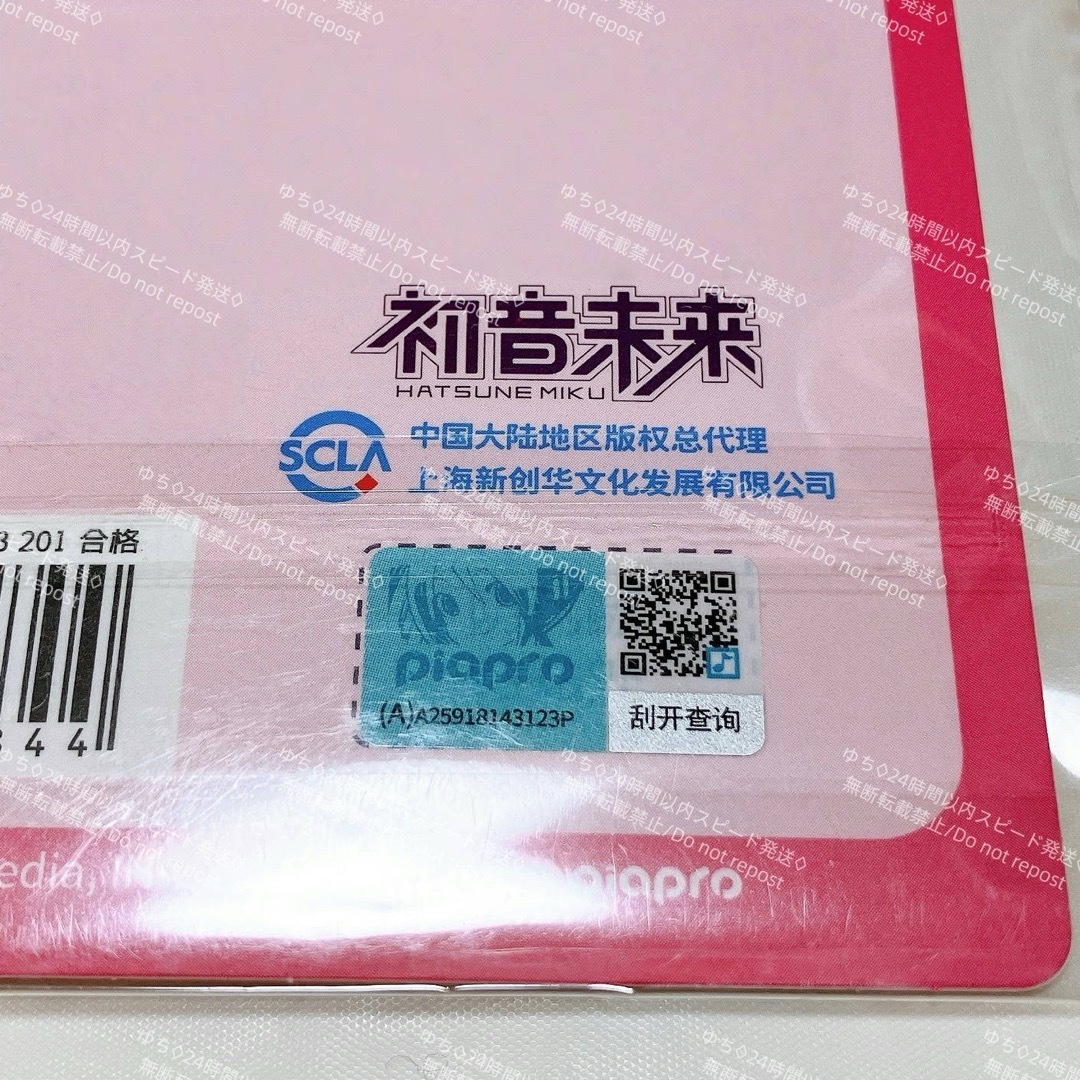 初音未来
HATSUNE MIKU
SCLA
中国大陆地区版权总代理
上海新创华文化发展有限公司
201 合格
piapro
(A)A25918143123P
刮开查询
4 4
edia,
piapro
ゆち◇24時間以内スピード発送◇
無断転載禁止/Do not repost